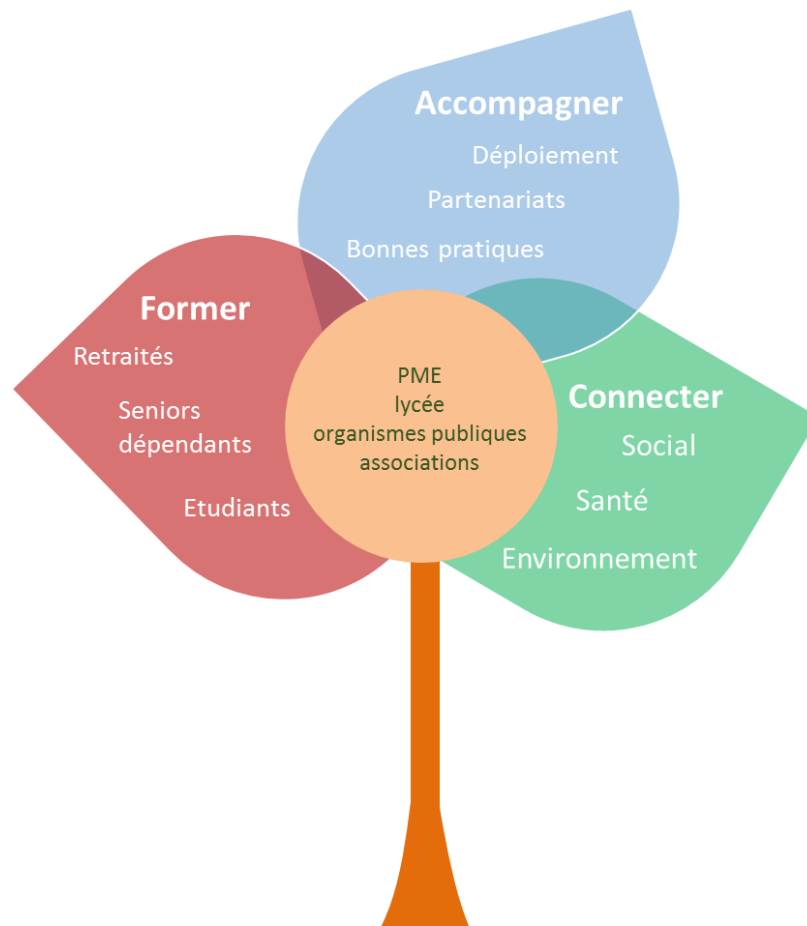 Accompagner
Déploiement
Partenariats
Bonnes pratiques
Former
Retraités
Seniors
dépendants
Etudiants
PME
lycée
organismes publiques
associations
Connecter
Social
Santé
Environnement